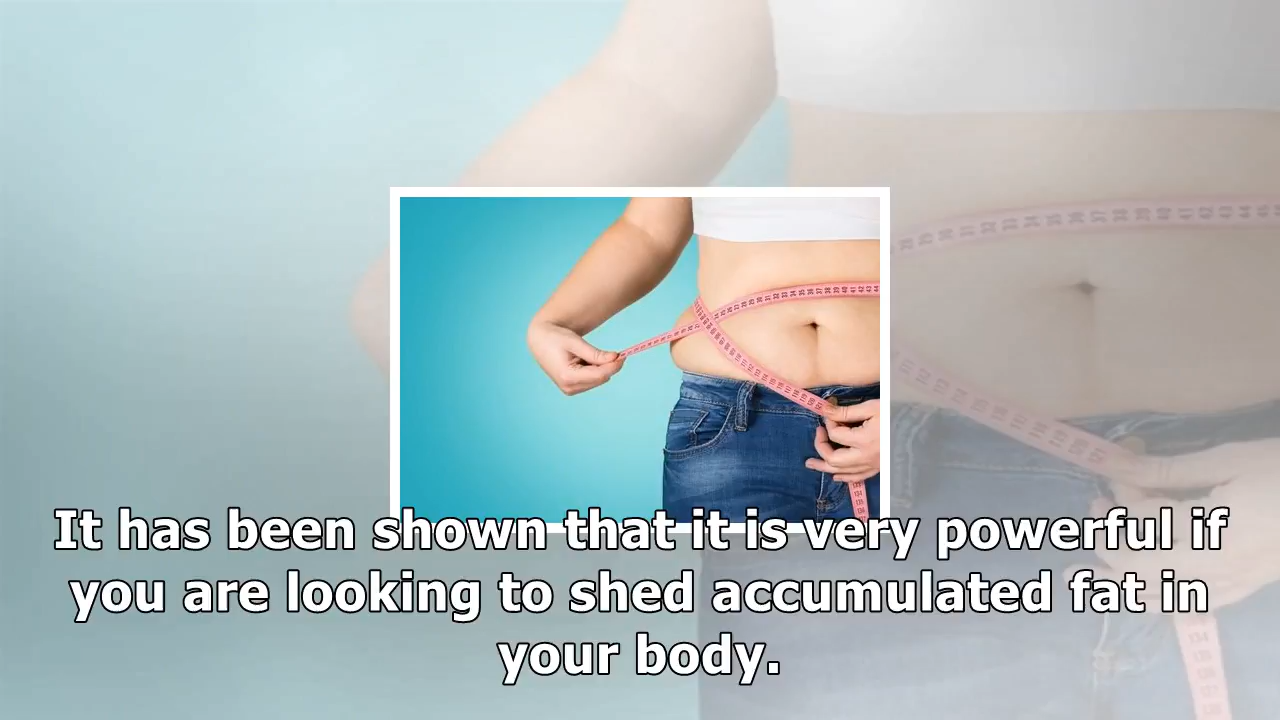 It has been shown that it is very powerful if
you are looking to shed accumulated fat in
your body.